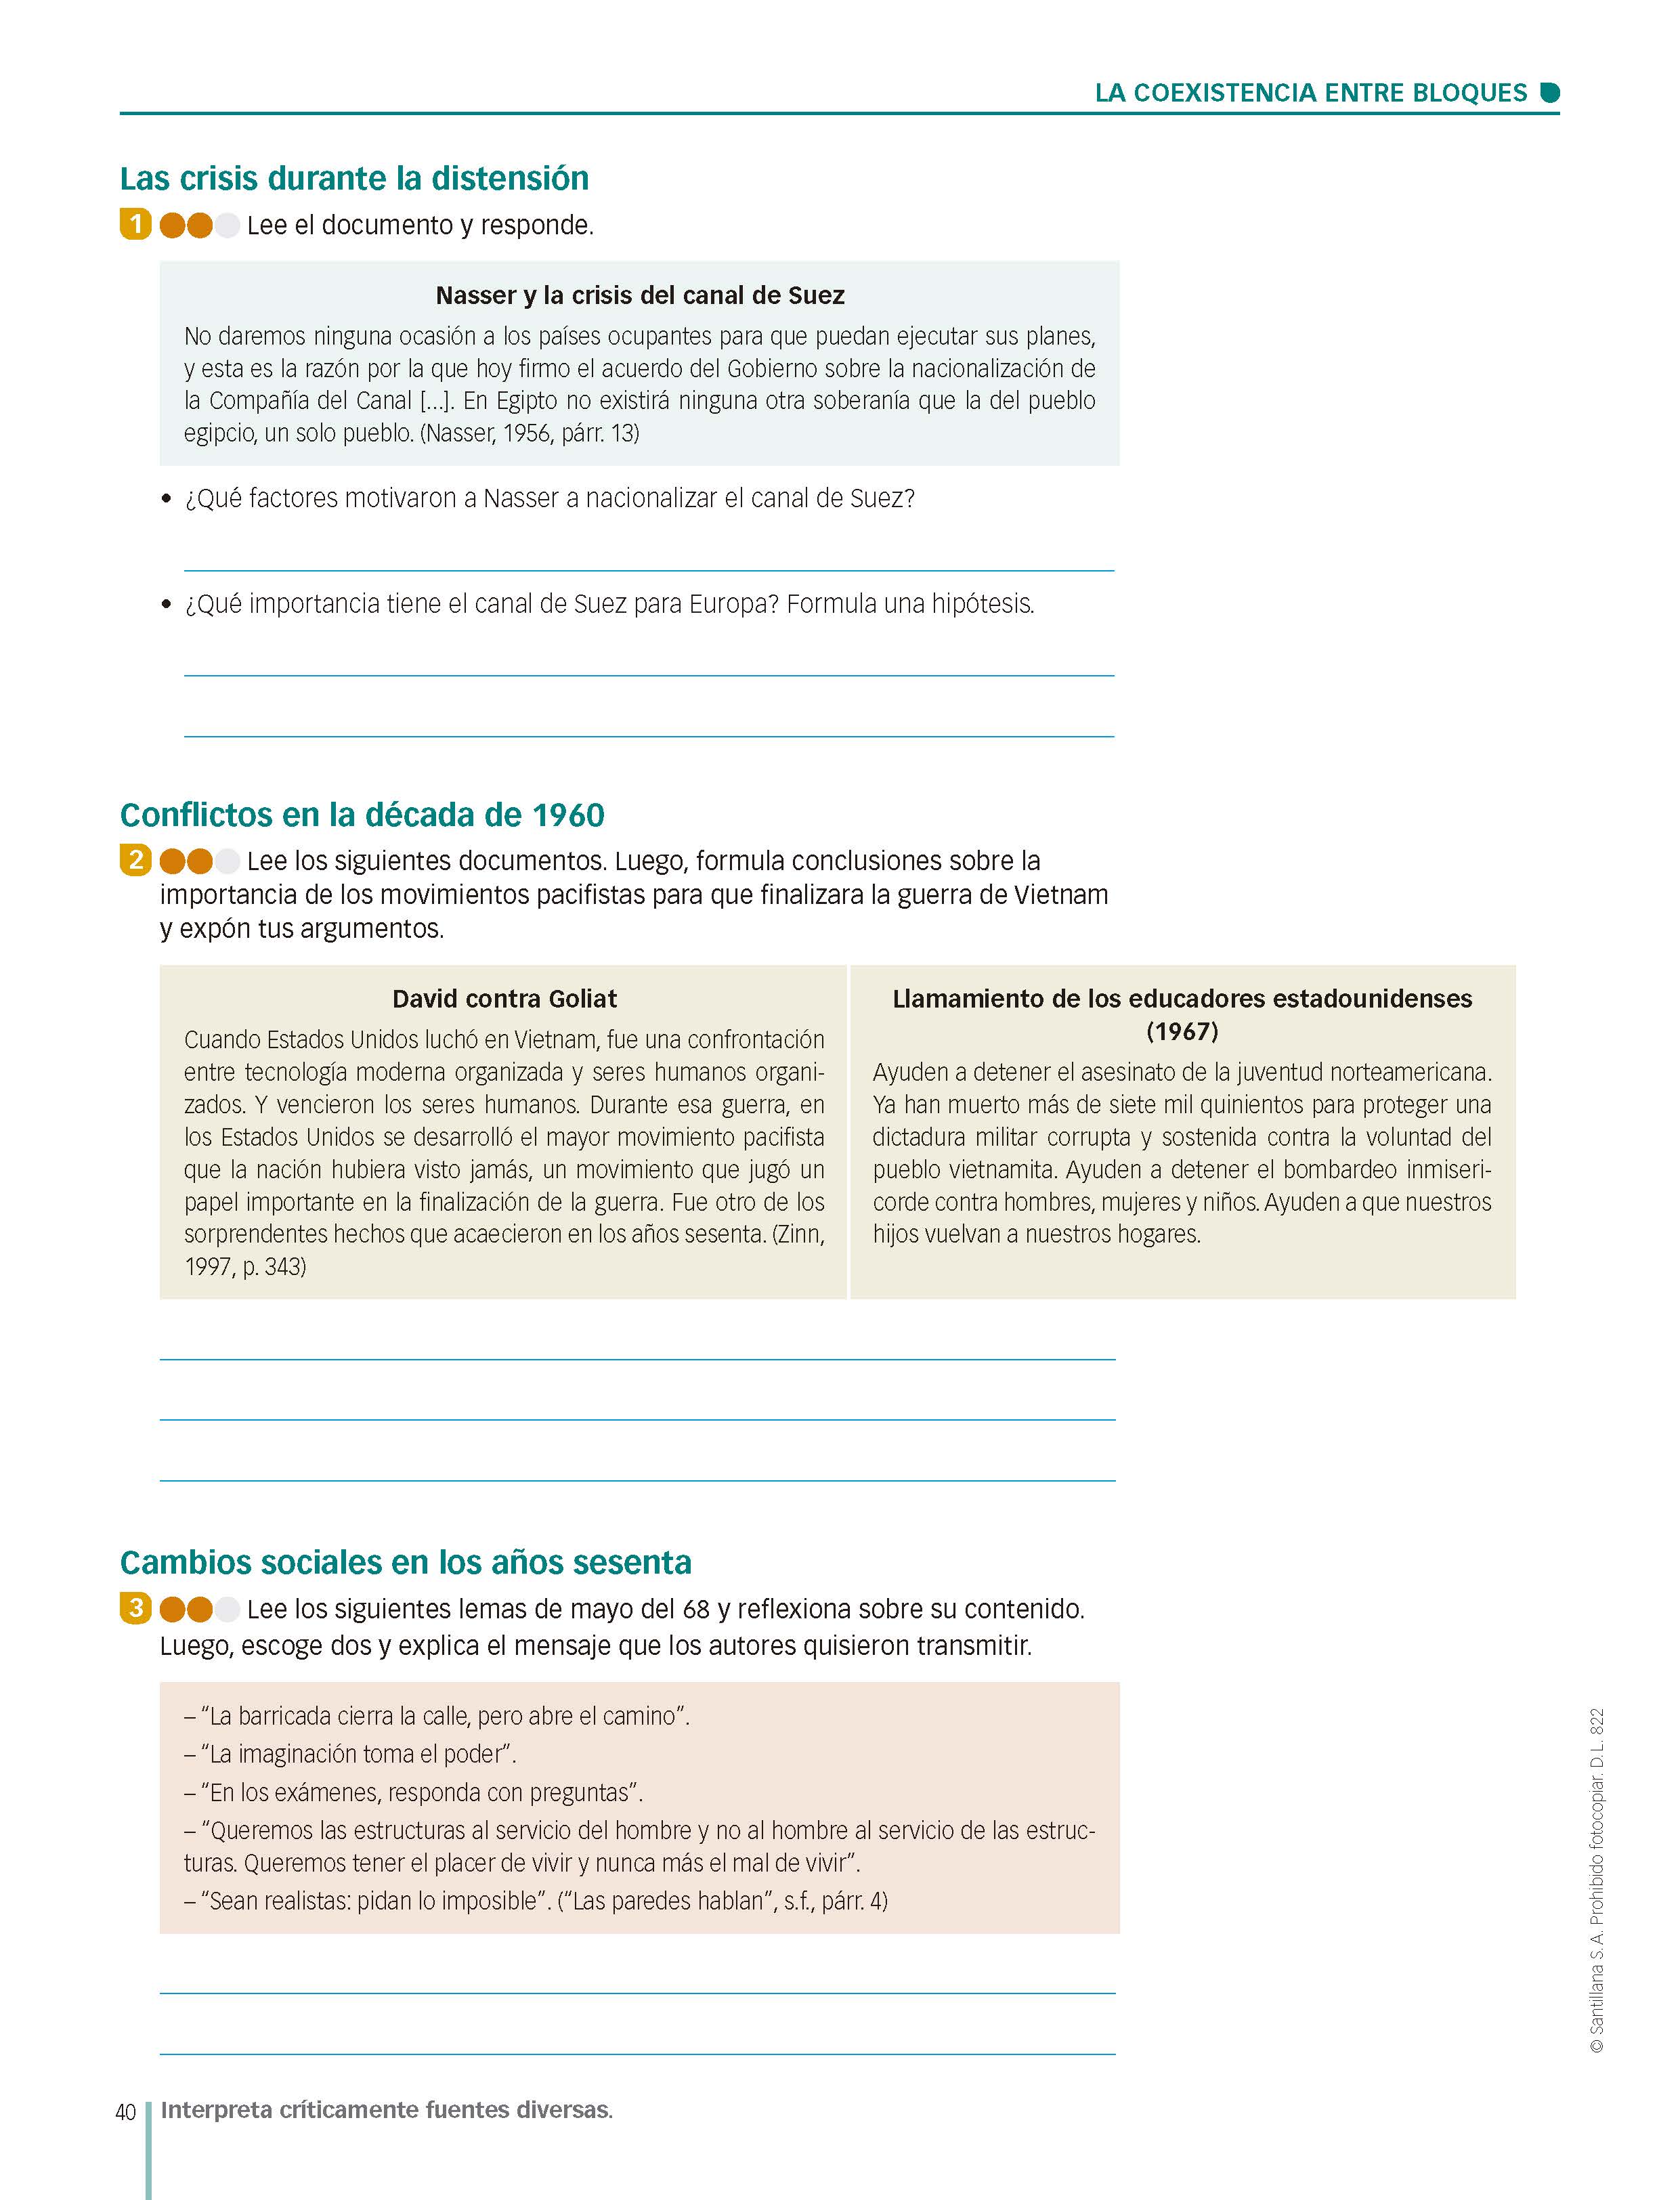 LA COEXISTENCIA ENTRE BLOQUES
Las crisis durante la distensión
1 Lee el documento y responde.
Nasser y la crisis del canal de Suez
No daremos ninguna ocasión a los países ocupantes para que puedan ejecutar sus planes,
y esta es la razón por la que hoy firmo el acuerdo del Gobierno sobre la nacionalización de
la Compañía del Canal [...]. En Egipto no existirá ninguna otra soberanía que la del pueblo
egipcio, un solo pueblo. (Nasser, 1956, párr. 13)
• ¿Qué factores motivaron a Nasser a nacionalizar el canal de Suez?
• ¿Qué importancia tiene el canal de Suez para Europa? Formula una hipótesis.
Conflictos en la década de 1960
2 Lee los siguientes documentos. Luego, formula conclusiones sobre la
importancia de los movimientos pacifistas para que finalizara la guerra de Vietnam
y expón tus argumentos.
David contra Goliat
Cuando Estados Unidos luchó en Vietnam, fue una confrontación
entre tecnología moderna organizada y seres humanos organi-
zados. Y vencieron los seres humanos. Durante esa guerra, en
los Estados Unidos se desarrolló el mayor movimiento pacifista
que la nación hubiera visto jamás, un movimiento que jugó un
papel importante en la finalización de la guerra. Fue otro de los
sorprendentes hechos que acaecieron en los años sesenta. (Zinn,
1997, p. 343)
Llamamiento de los educadores estadounidenses
(1967)
Ayuden a detener el asesinato de la juventud norteamericana.
Ya han muerto más de siete mil quinientos para proteger una
dictadura militar corrupta y sostenida contra la voluntad del
pueblo vietnamita. Ayuden a detener el bombardeo inmiseri-
corde contra hombres, mujeres y niños. Ayuden a que nuestros
hijos vuelvan a nuestros hogares.
Cambios sociales en los años sesenta
3 Lee los siguientes lemas de mayo del 68 y reflexiona sobre su contenido.
Luego, escoge dos y explica el mensaje que los autores quisieron transmitir.
– “La barricada cierra la calle, pero abre el camino”.
– “La imaginación toma el poder”.
– “En los exámenes, responda con preguntas”.
– “Queremos las estructuras al servicio del hombre y no al hombre al servicio de las estruc-
turas. Queremos tener el placer de vivir y nunca más el mal de vivir”.
– “Sean realistas: pidan lo imposible”. (“Las paredes hablan”, s.f., párr. 4)
© Santillana S. A. Prohibido fotocopiar. D. L. 822
40 Interpreta críticamente fuentes diversas.